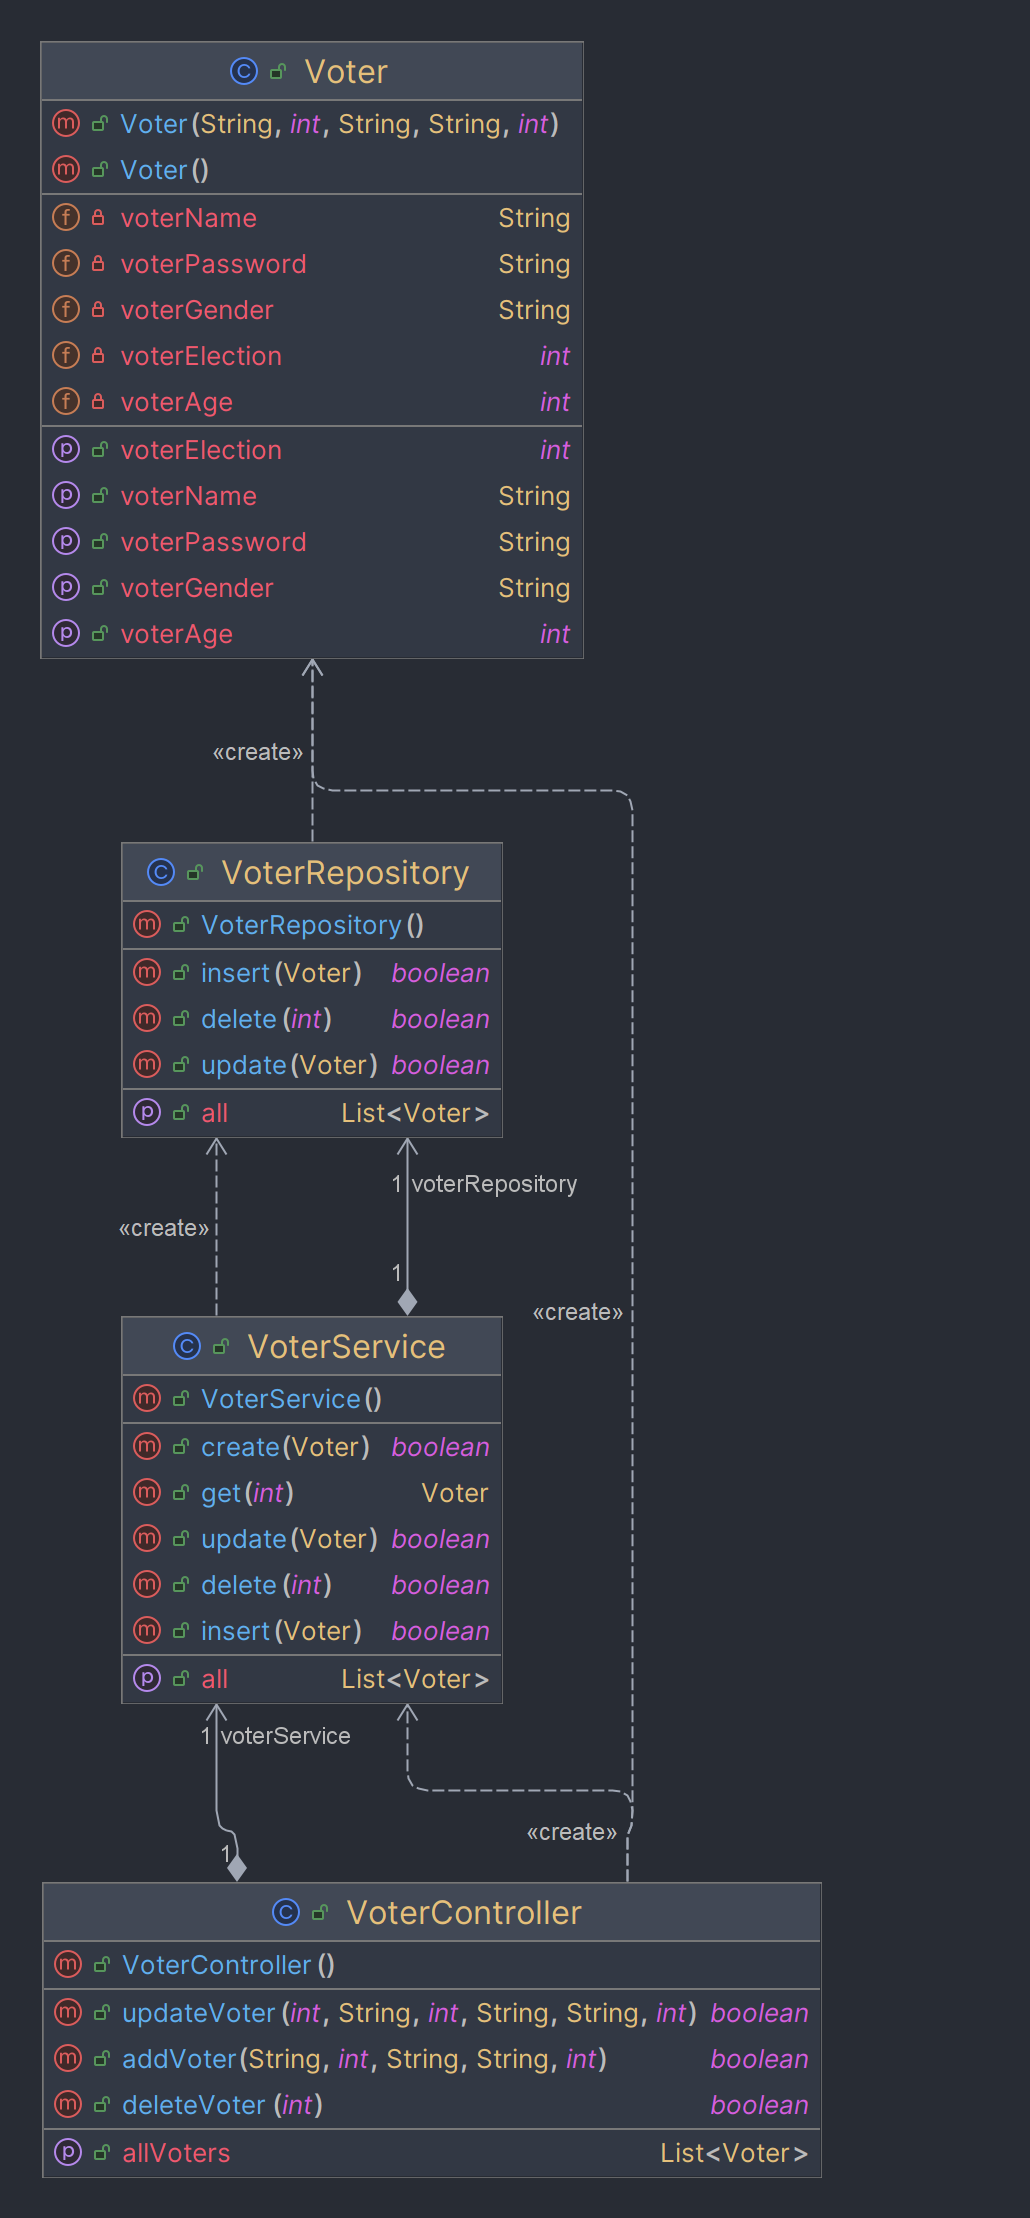 Voter
Voter(String, int, String, String, int)
Voter()
voterName String
voterPassword String
voterGender String
voterElection int
voterAge int
voterElection int
voterName String
voterPassword String
voterGender String
voterAge int
«create»
VoterRepository
VoterRepository()
insert(Voter) boolean
delete(int) boolean
update(Voter) boolean
all List<Voter>
1 voterRepository
«create»
1
«create»
VoterService
VoterService()
create(Voter) boolean
get(int) Voter
update(Voter) boolean
delete(int) boolean
insert(Voter) boolean
all List<Voter>
1 voterService
«create»
1
VoterController
VoterController()
updateVoter(int, String, int, String, String, int) boolean
addVoter(String, int, String, String, int) boolean
deleteVoter(int) boolean
allVoters List<Voter>